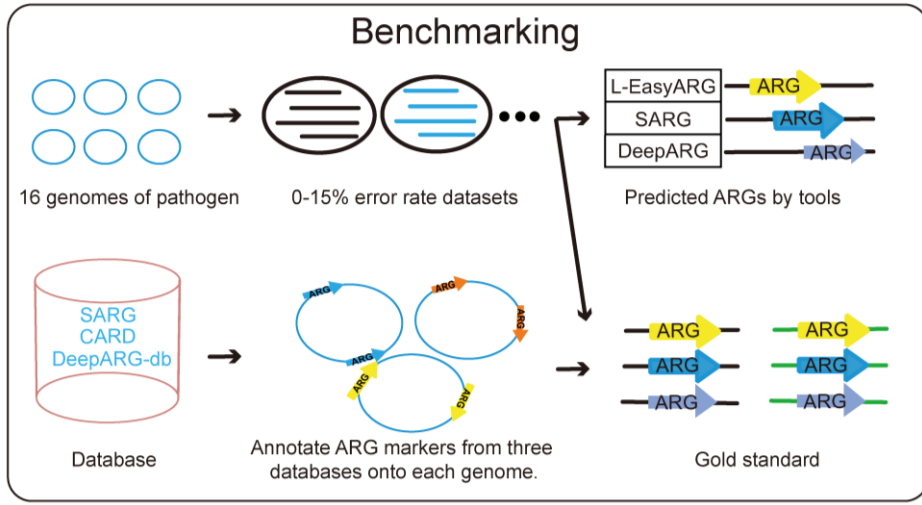 Benchmarking
L-EasyARG
ARG
SARG
ARG
DeepARG
ARG
16 genomes of pathogen
0-15% error rate datasets
Predicted ARGs by tools
SARG
CARD
DeepARG-db
ARG
ARG
ARG
ARG
ARG
ARG
ARG
ARG
ARG
ARG
ARG
ARG
Database
Annotate ARG markers from three
databases onto each genome.
Gold standard